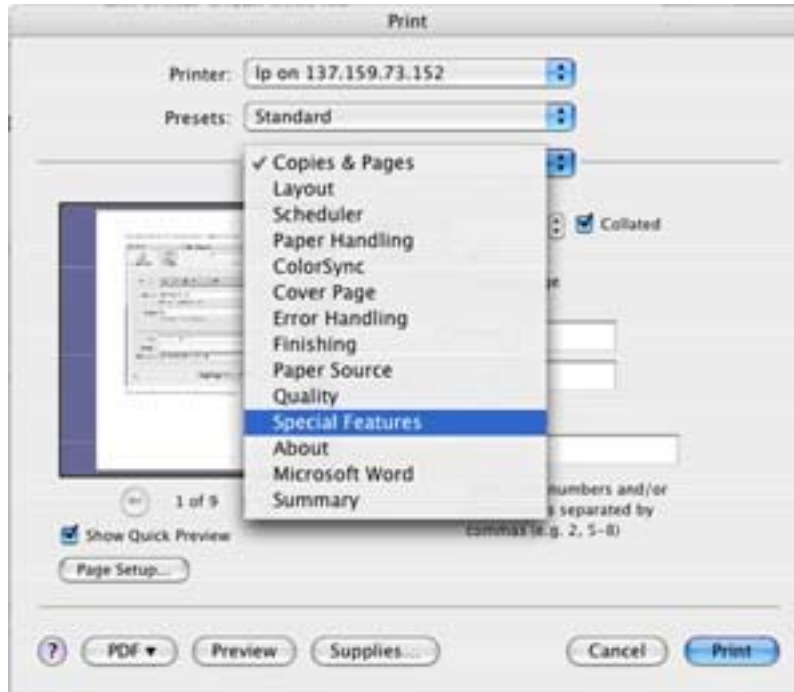 Print
Printer: lp on 137.159.73.152
Presets: Standard
✓ Copies & Pages
Layout
Scheduler
Collated
Paper Handling
ColorSync
Cover Page
Error Handling
Finishing
Paper Source
Quality
Special Features
About
Microsoft Word
Summary
1 of 9
numbers and/or
separated by
commas (e.g. 2, 5-8)
Show Quick Preview
Page Setup...
? PDF ▼ Preview Supplies... Cancel Print